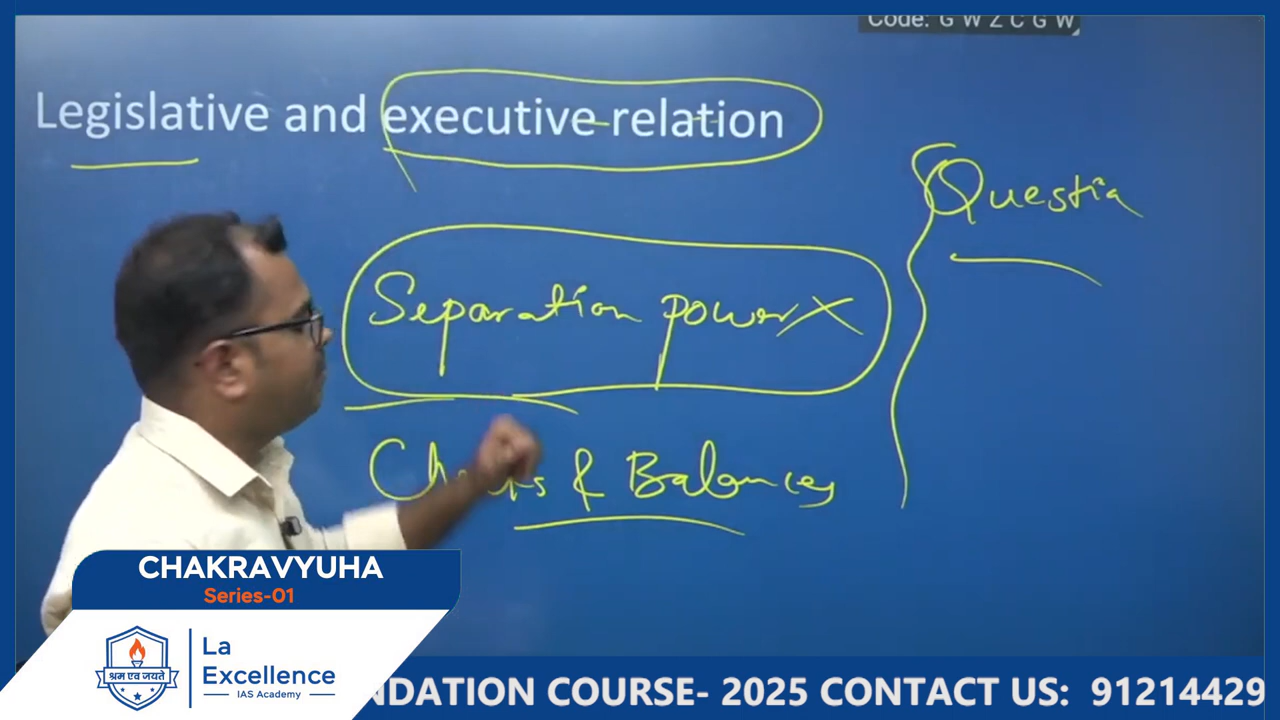 Code: G W Z C G W
Legislative and executive relation
Questio
Separation power X
& Balances
CHAKRAVYUHA
Series-01
श्रम एव जयते
La
Excellence
IAS Academy
NDATION COURSE- 2025 CONTACT US: 91214429